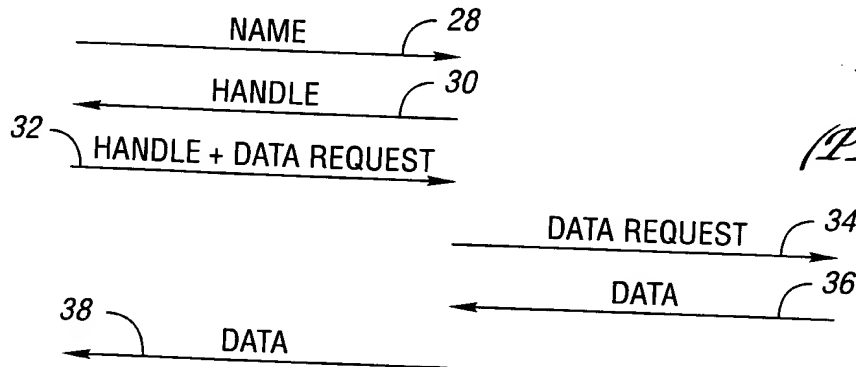 NAME 28
HANDLE 30
32 HANDLE + DATA REQUEST
DATA REQUEST 34
DATA 36
38 DATA